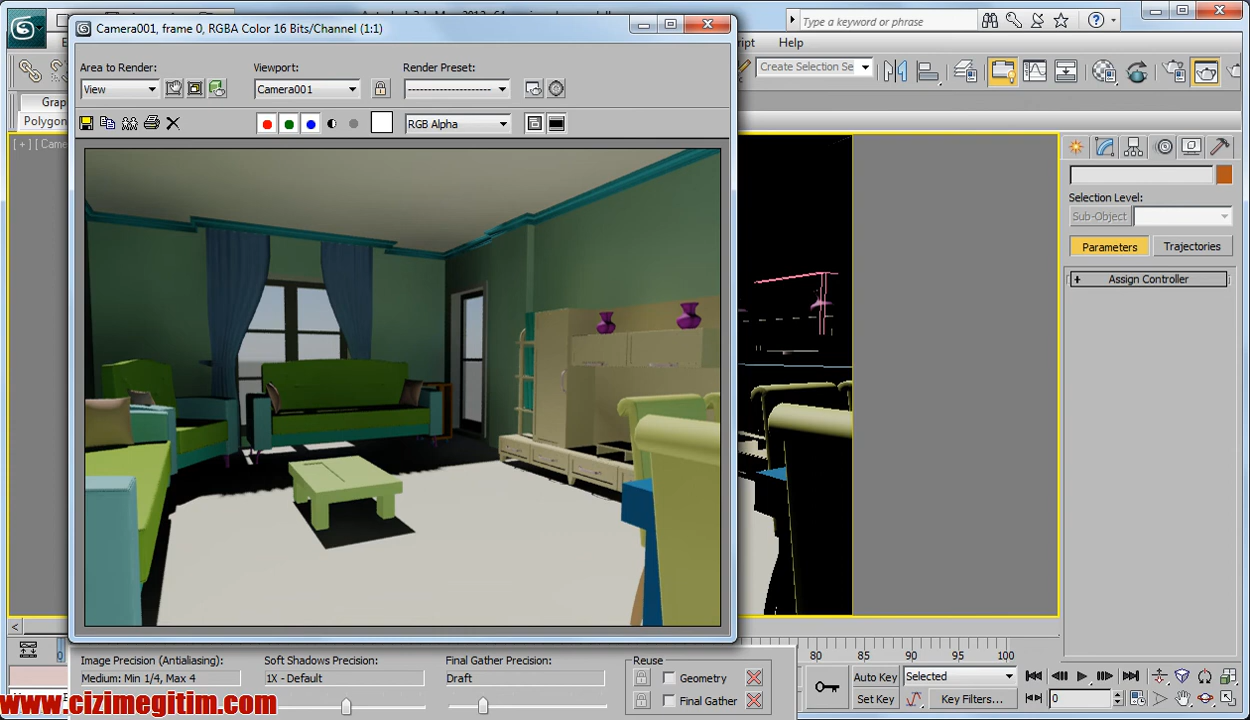 Camera001, frame 0, RGBA Color 16 Bits/Channel (1:1)
Type a keyword or phrase
Help
Area to Render:
Viewport:
Render Preset:
View
Camera001
RGB Alpha
Create Selection Se
Grap
Polygon
[ + ] [ Came
Selection Level:
Sub-Object
Parameters
Trajectories
+ Assign Controller
Image Precision (Antialiasing):
Soft Shadows Precision:
Final Gather Precision:
Reuse
Medium: Min 1/4, Max 4
1X - Default
Draft
Geometry
Final Gather
80 85 90 95 100
Auto Key
Selected
Set Key
Key Filters...
0
www.cizimegitim.com